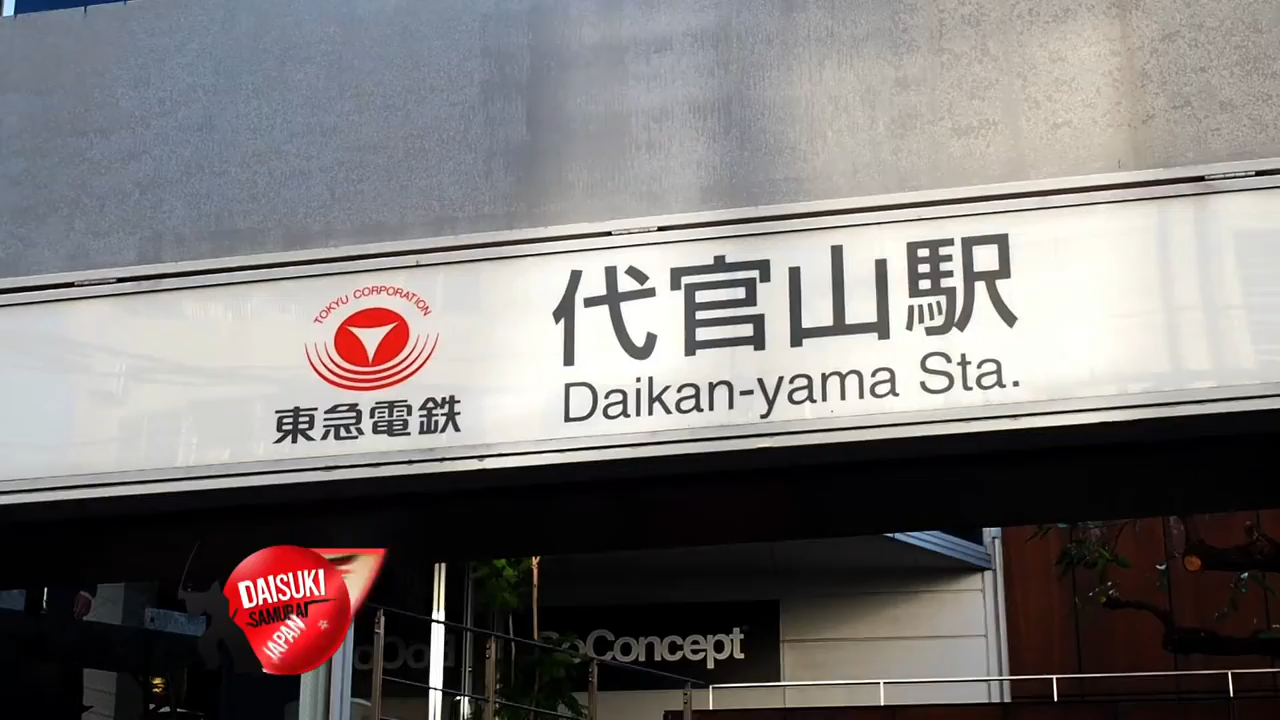 TOKYU CORPORATION
東急電鉄
代官山駅
Daikan-yama Sta.
DAISUKI
SAMURAI
JAPAN
BoConcept